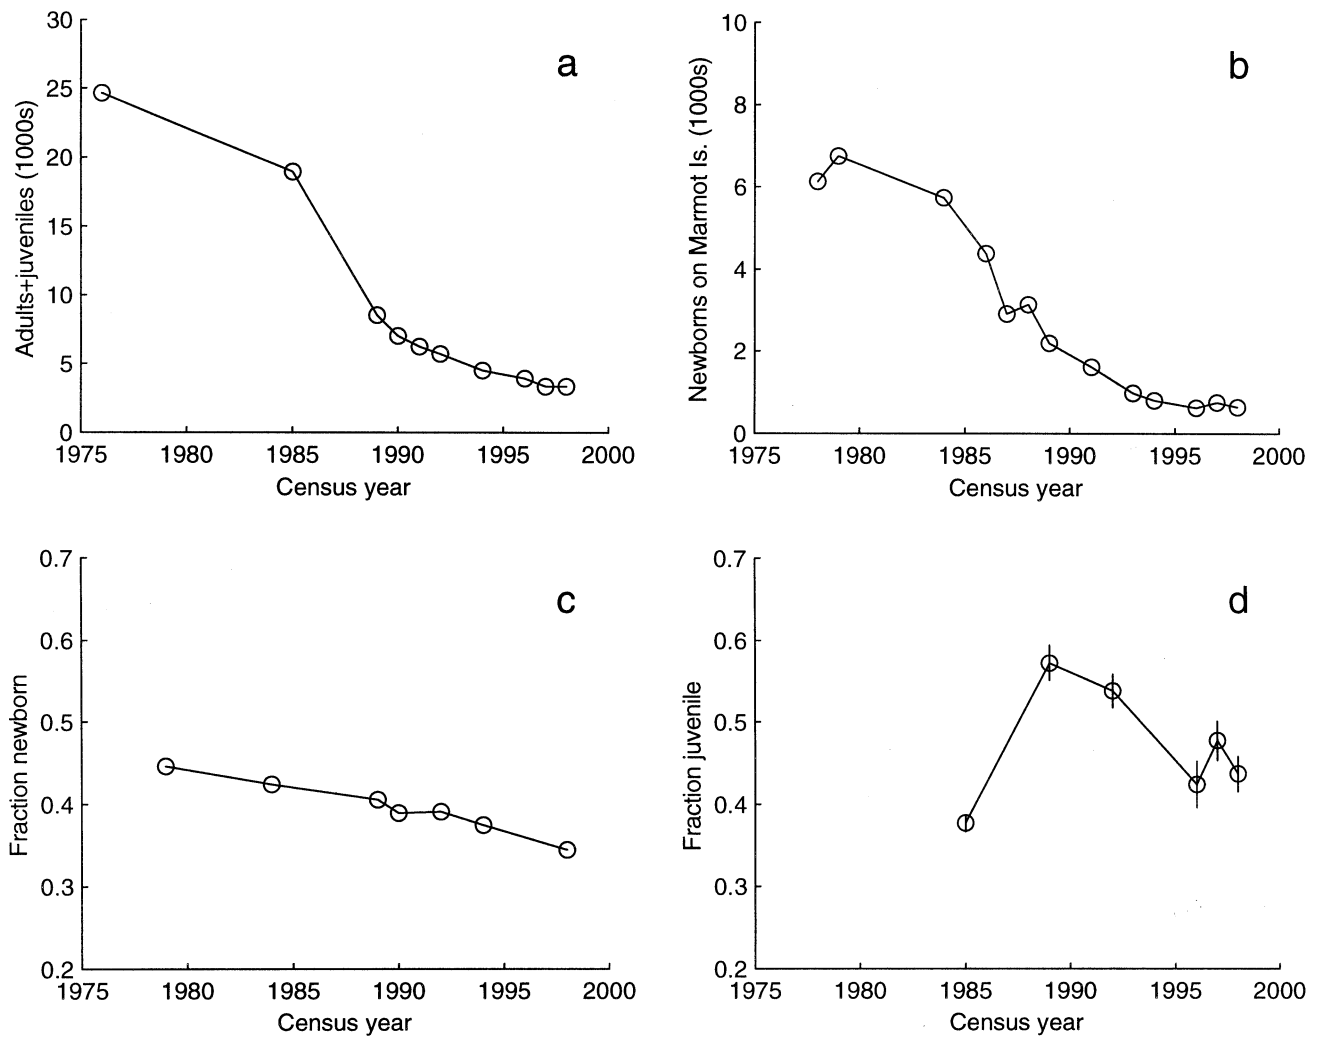 a
Adults+juveniles (1000s)
30
25
20
15
10
5
0
1975 1980 1985 1990 1995 2000
Census year
b
Newborns on Marmot Is. (1000s)
10
8
6
4
2
0
1975 1980 1985 1990 1995 2000
Census year
c
Fraction newborn
0.7
0.6
0.5
0.4
0.3
0.2
1975 1980 1985 1990 1995 2000
Census year
d
Fraction juvenile
0.7
0.6
0.5
0.4
0.3
0.2
1975 1980 1985 1990 1995 2000
Census year